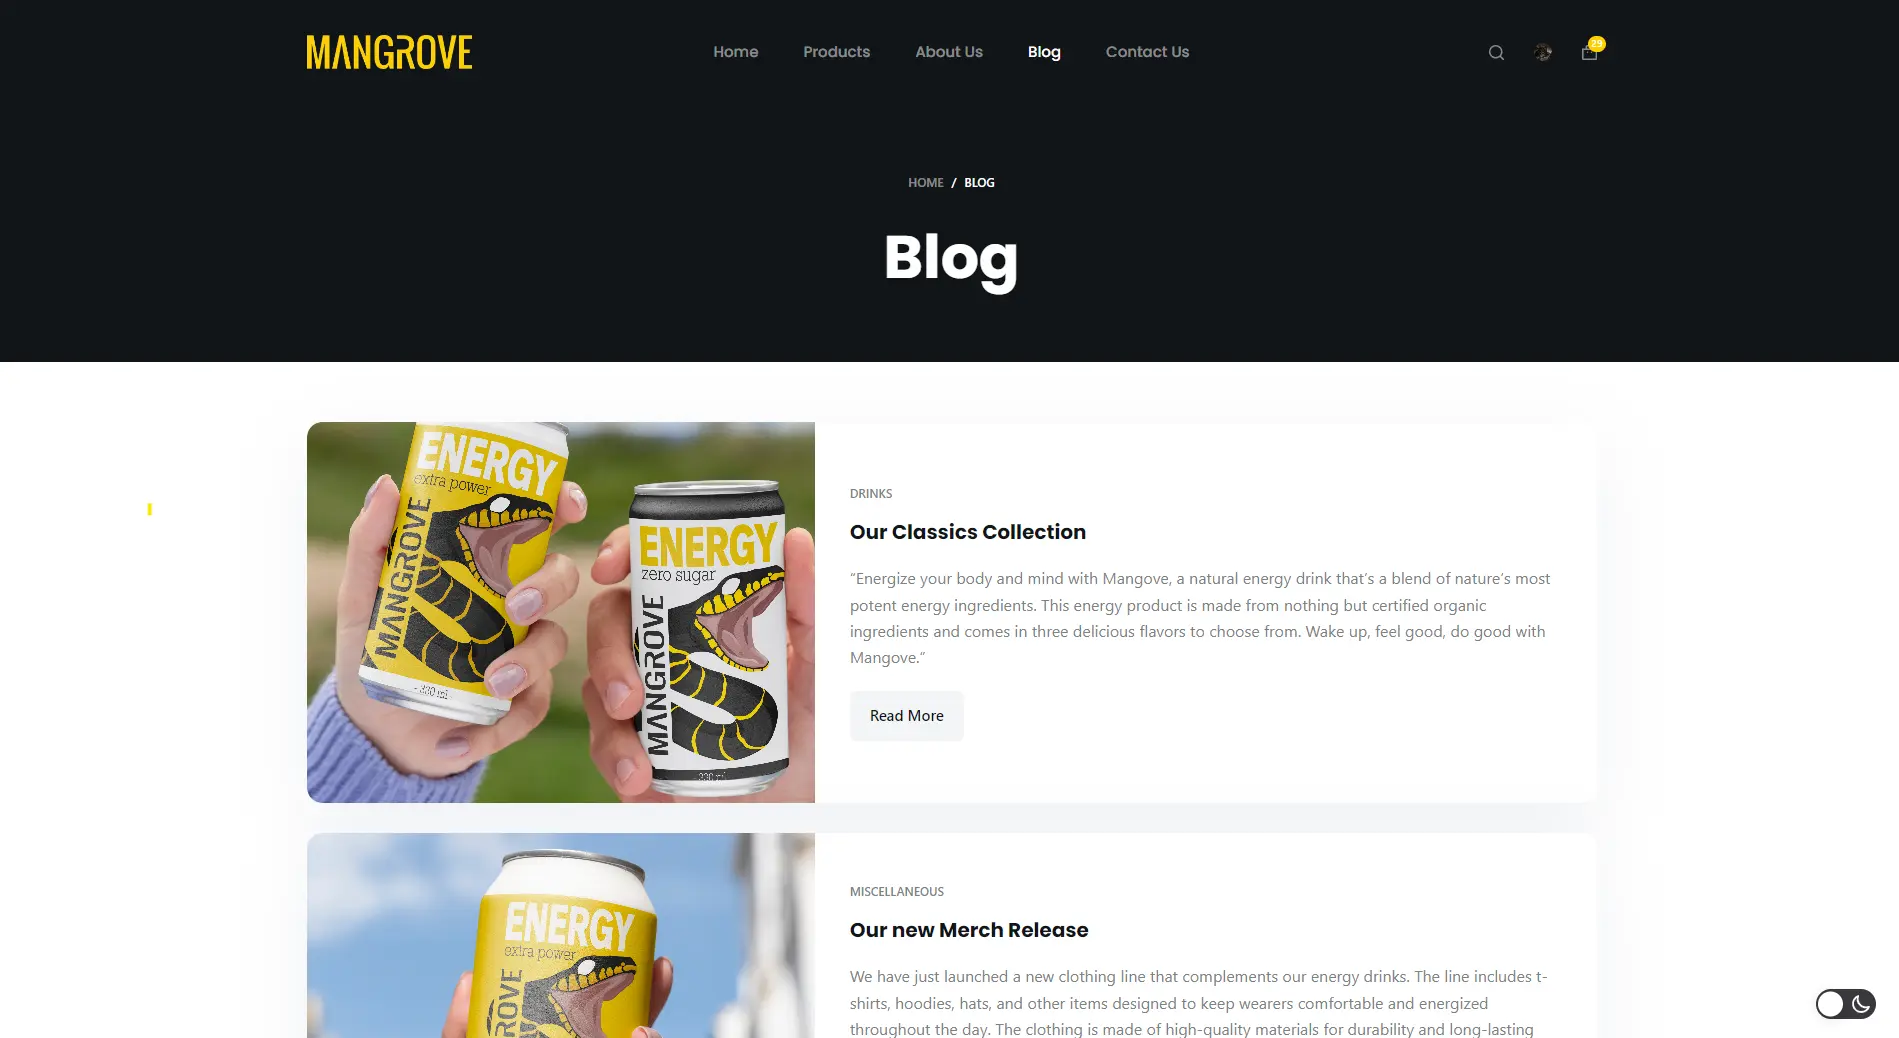 MANGROVE
Home
Products
About Us
Blog
Contact Us
29
HOME / BLOG
Blog
ENERGY
extra power
MANGROVE
- 330 ml -
ENERGY
zero sugar
MANGROVE
- 330 ml
DRINKS
Our Classics Collection
“Energize your body and mind with Mangove, a natural energy drink that’s a blend of nature’s most
potent energy ingredients. This energy product is made from nothing but certified organic
ingredients and comes in three delicious flavors to choose from. Wake up, feel good, do good with
Mangove.”
Read More
ENERGY
extra power
ROVE
MISCELLANEOUS
Our new Merch Release
We have just launched a new clothing line that complements our energy drinks. The line includes t-
shirts, hoodies, hats, and other items designed to keep wearers comfortable and energized
throughout the day. The clothing is made of high-quality materials for durability and long-lasting